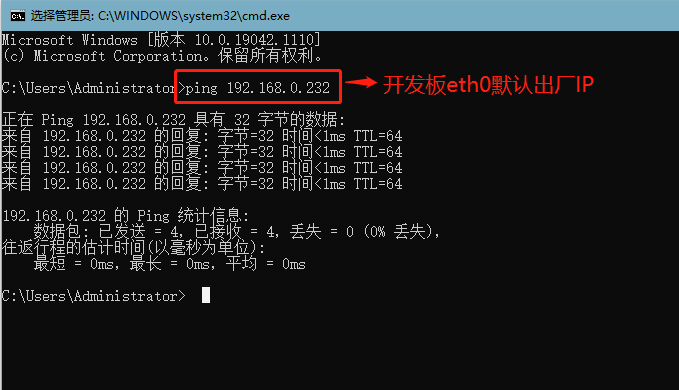 选择管理员: C:\WINDOWS\system32\cmd.exe
Microsoft Windows [版本 10.0.19042.1110]
(c) Microsoft Corporation。保留所有权利。
C:\Users\Administrator>ping 192.168.0.232
开发板eth0默认出厂IP
正在 Ping 192.168.0.232 具有 32 字节的数据:
来自 192.168.0.232 的回复: 字节=32 时间<1ms TTL=64
来自 192.168.0.232 的回复: 字节=32 时间<1ms TTL=64
来自 192.168.0.232 的回复: 字节=32 时间<1ms TTL=64
来自 192.168.0.232 的回复: 字节=32 时间<1ms TTL=64
192.168.0.232 的 Ping 统计信息:
数据包: 已发送 = 4，已接收 = 4，丢失 = 0 (0% 丢失)，
往返行程的估计时间(以毫秒为单位):
最短 = 0ms，最长 = 0ms，平均 = 0ms
C:\Users\Administrator>